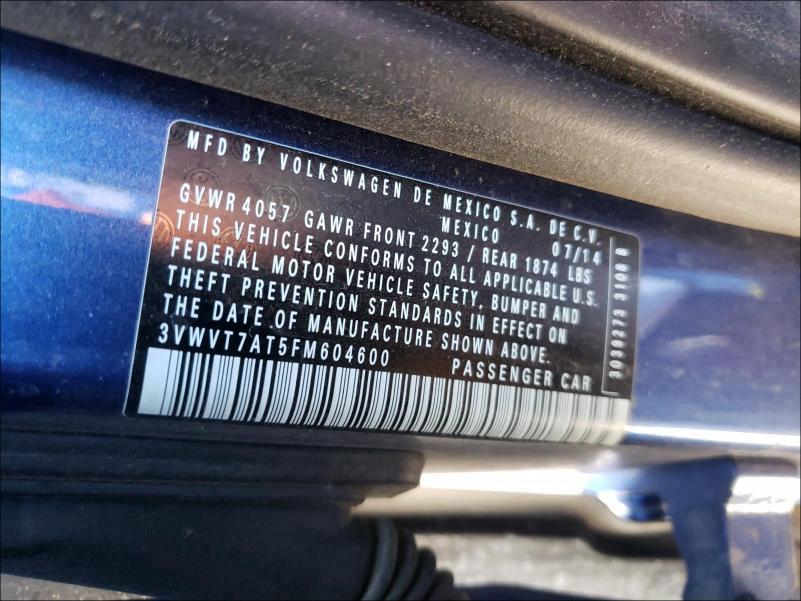 MFD BY VOLKSWAGEN DE MEXICO S.A. DE C.V.
MEXICO 07/14
GVWR 4057 GAWR FRONT 2293 / REAR 1874 LBS
THIS VEHICLE CONFORMS TO ALL APPLICABLE U.S.
FEDERAL MOTOR VEHICLE SAFETY, BUMPER AND
THEFT PREVENTION STANDARDS IN EFFECT ON
THE DATE OF MANUFACTURE SHOWN ABOVE.
3VWVT7AT5FM604600 PASSENGER CAR